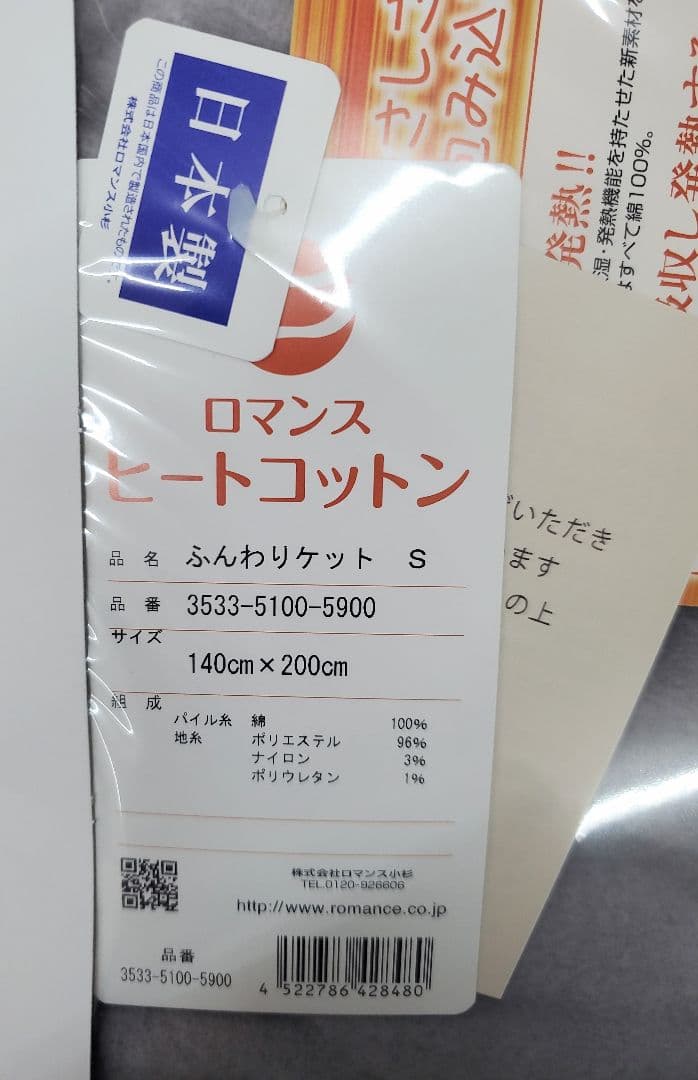 日本製
この商品は日本国内で製造されたもので
株式会社ロマンス小杉
ロマンス
ヒートコットン
品 名 ふんわりケット S
品 番 3533-5100-5900
サイズ
140cm×200cm
組 成
パイル糸 綿 100%
地糸 ポリエステル 96%
ナイロン 3%
ポリウレタン 1%
株式会社ロマンス小杉
TEL.0120-926606
http://www.romance.co.jp
品番
3533-5100-5900
4 522786 428480
発熱!!
湿・発熱機能を持たせた新素材を
すべて綿100%。
収し発熱する
いただき
ます
の上